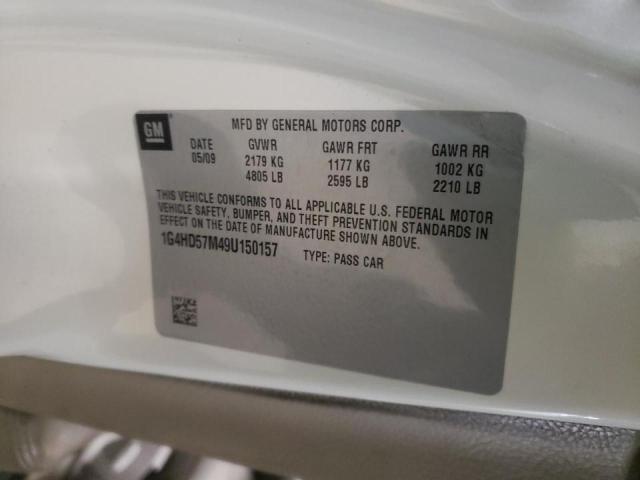 GM
MFD BY GENERAL MOTORS CORP.
DATE GVWR GAWR FRT GAWR RR
05/09 2179 KG 1177 KG 1002 KG
4805 LB 2595 LB 2210 LB
THIS VEHICLE CONFORMS TO ALL APPLICABLE U.S. FEDERAL MOTOR
VEHICLE SAFETY, BUMPER, AND THEFT PREVENTION STANDARDS IN
EFFECT ON THE DATE OF MANUFACTURE SHOWN ABOVE.
1G4HD57M49U150157 TYPE: PASS CAR